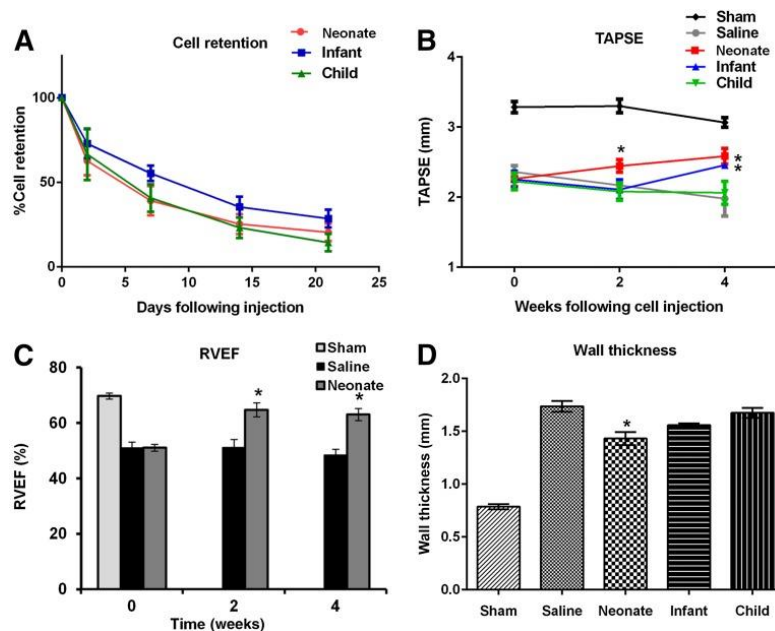 A
Cell retention
Neonate
Infant
Child
%Cell retention
100
50
0
0
5
10
15
20
25
Days following injection
B
TAPSE
Sham
Saline
Neonate
Infant
Child
TAPSE (mm)
4
3
2
1
*
*
*
0
2
4
Weeks following cell injection
C
RVEF
Sham
Saline
Neonate
RVEF (%)
80
60
40
20
0
*
*
0
2
4
Time (weeks)
D
Wall thickness
Wall thickness (mm)
2.0
1.5
1.0
0.5
0.0
*
Sham
Saline
Neonate
Infant
Child